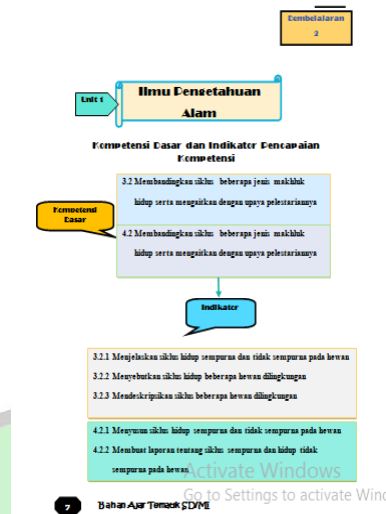 Pembelajaran
2
Unit 1
Ilmu Pengetahuan
Alam
Kompetensi Dasar dan Indikator Pencapaian
Kompetensi
3.2 Membandingkan siklus beberapa jenis makhluk
hidup serta mengaitkan dengan upaya pelestariannya
Kompetensi
Dasar
4.2 Membandingkan siklus beberapa jenis makhluk
hidup serta mengaitkan dengan upaya pelestariannya
Indikator
3.2.1 Menjelaskan siklus hidup sempurna dan tidak sempurna pada hewan
3.2.2 Menyebutkan siklus hidup beberapa hewan dilingkungan
3.2.3 Mendeskripsikan siklus beberapa hewan dilingkungan
4.2.1 Menyusun siklus hidup sempurna dan tidak sempurna pada hewan
4.2.2 Membuat laporan tentang siklus sempurna dan hidup tidak
sempurna pada hewan
Activate Windows
Go to Settings to activate Wind
7 Bahan Ajar Tematik SD/MI